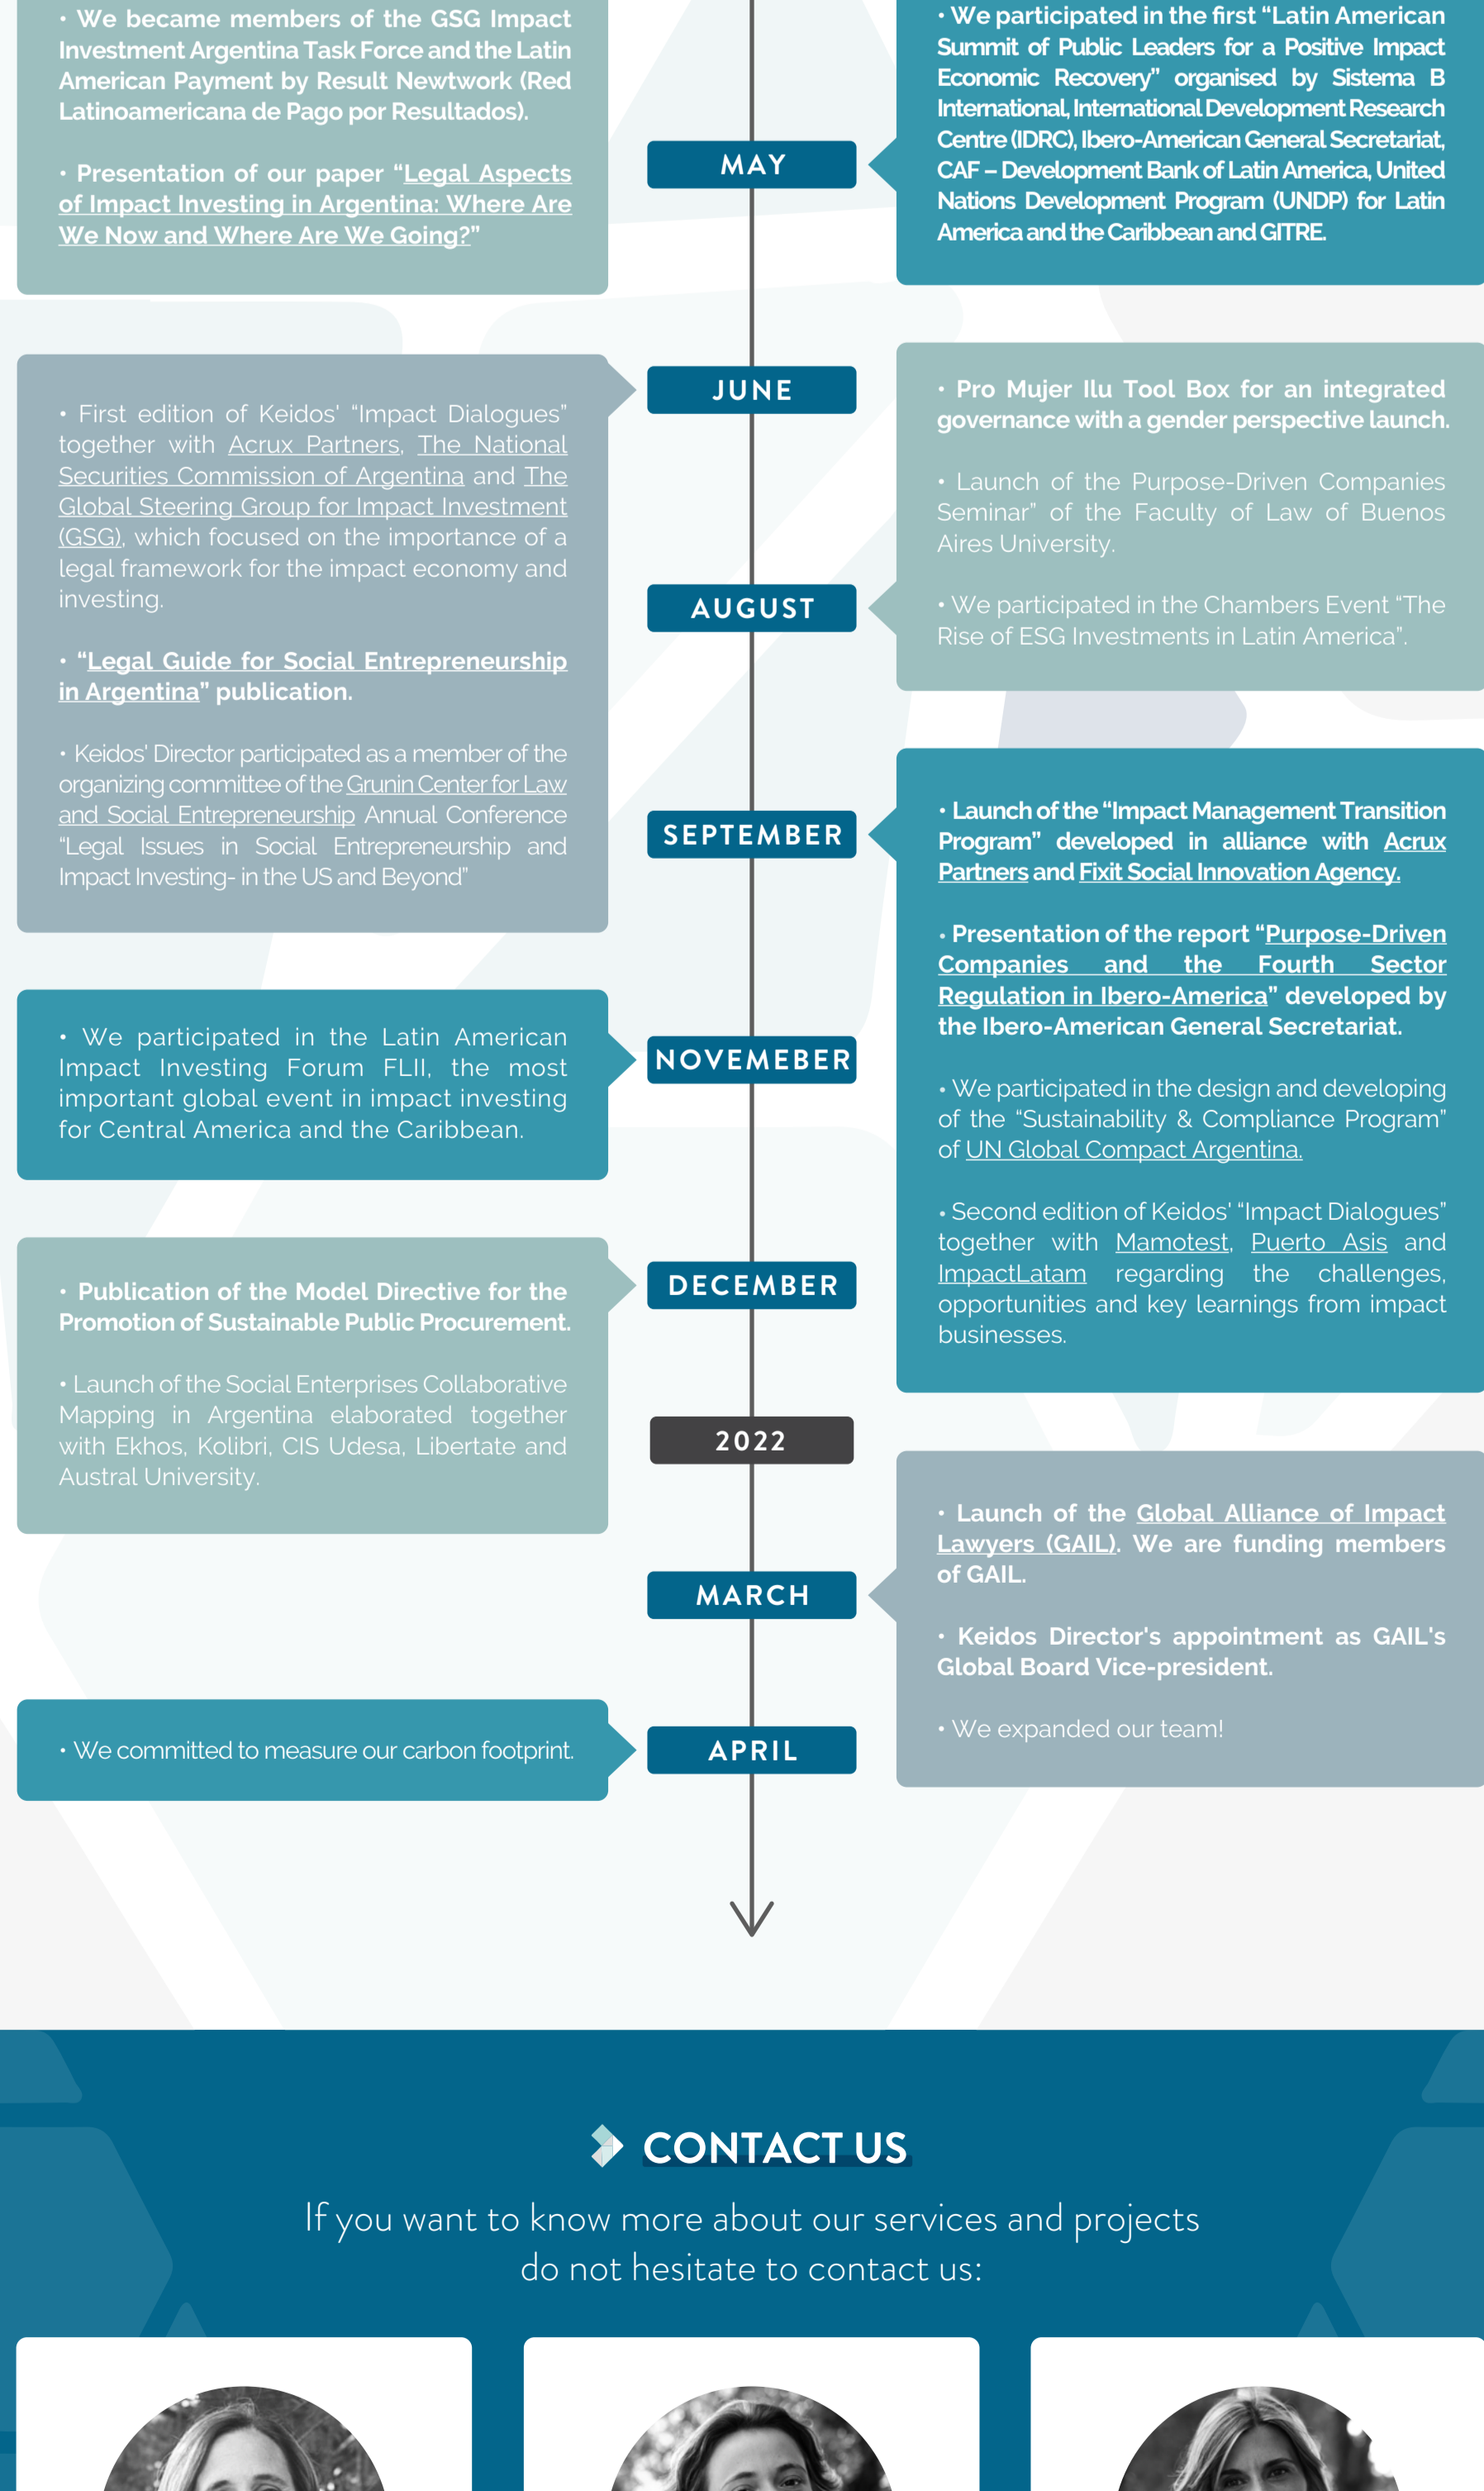 • We became members of the GSG Impact
Investment Argentina Task Force and the Latin
American Payment by Result Newtwork (Red
Latinoamericana de Pago por Resultados).
• Presentation of our paper “Legal Aspects
of Impact Investing in Argentina: Where Are
We Now and Where Are We Going?”
MAY
• We participated in the first “Latin American
Summit of Public Leaders for a Positive Impact
Economic Recovery” organised by Sistema B
International, International Development Research
Centre (IDRC), Ibero-American General Secretariat,
CAF – Development Bank of Latin America, United
Nations Development Program (UNDP) for Latin
America and the Caribbean and GITRE.
JUNE
• First edition of Keidos' “Impact Dialogues”
together with Acrux Partners, The National
Securities Commission of Argentina and The
Global Steering Group for Impact Investment
(GSG), which focused on the importance of a
legal framework for the impact economy and
investing.
• “Legal Guide for Social Entrepreneurship
in Argentina” publication.
• Keidos' Director participated as a member of the
organizing committee of the Grunin Center for Law
and Social Entrepreneurship Annual Conference
“Legal Issues in Social Entrepreneurship and
Impact Investing- in the US and Beyond”
AUGUST
• Pro Mujer Ilu Tool Box for an integrated
governance with a gender perspective launch.
• Launch of the Purpose-Driven Companies
Seminar” of the Faculty of Law of Buenos
Aires University.
• We participated in the Chambers Event “The
Rise of ESG Investments in Latin America”.
SEPTEMBER
• Launch of the “Impact Management Transition
Program” developed in alliance with Acrux
Partners and Fixit Social Innovation Agency.
• Presentation of the report “Purpose-Driven
Companies and the Fourth Sector
Regulation in Ibero-America” developed by
the Ibero-American General Secretariat.
• We participated in the design and developing
of the “Sustainability & Compliance Program”
of UN Global Compact Argentina.
• Second edition of Keidos' “Impact Dialogues”
together with Mamotest, Puerto Asis and
ImpactLatam regarding the challenges,
opportunities and key learnings from impact
businesses.
NOVEMEBER
• We participated in the Latin American
Impact Investing Forum FLII, the most
important global event in impact investing
for Central America and the Caribbean.
DECEMBER
• Publication of the Model Directive for the
Promotion of Sustainable Public Procurement.
• Launch of the Social Enterprises Collaborative
Mapping in Argentina elaborated together
with Ekhos, Kolibri, CIS Udesa, Libertate and
Austral University.
2022
MARCH
• Launch of the Global Alliance of Impact
Lawyers (GAIL). We are funding members
of GAIL.
• Keidos Director's appointment as GAIL's
Global Board Vice-president.
• We expanded our team!
APRIL
• We committed to measure our carbon footprint.
CONTACT US
If you want to know more about our services and projects
do not hesitate to contact us: